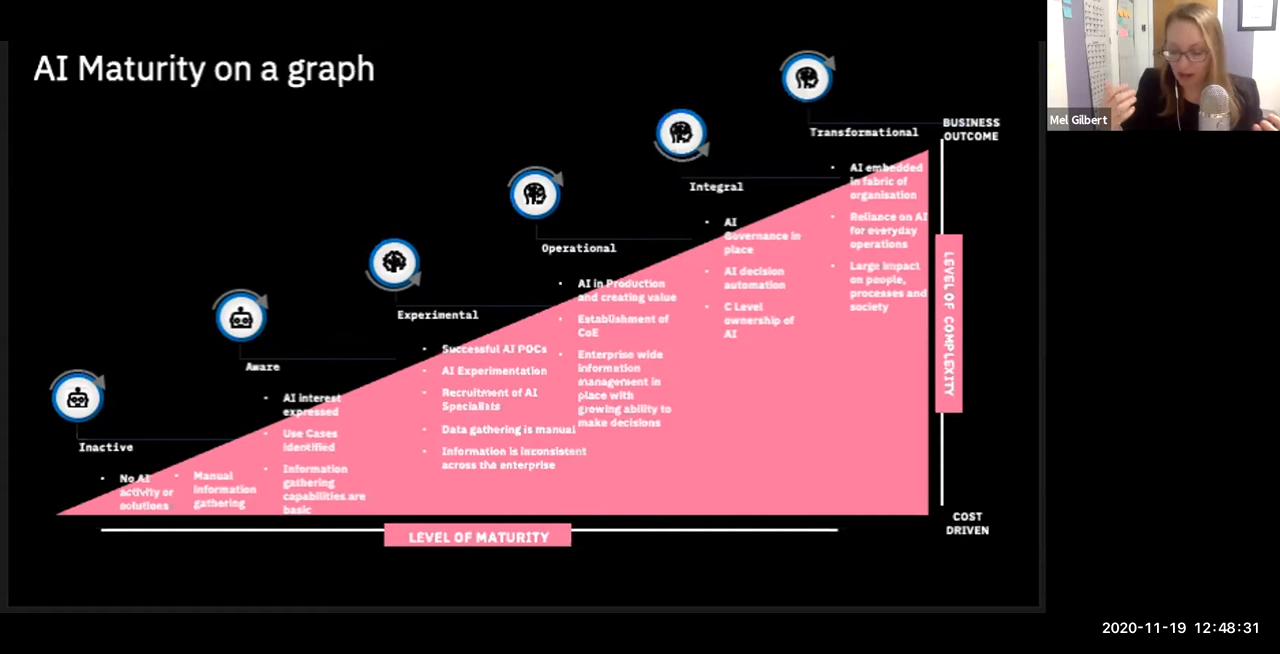 AI Maturity on a graph
Mel Gilbert
Transformational
BUSINESS
OUTCOME
• AI embedded
in fabric of
organisation
• Reliance on AI
for everyday
operations
• Large impact
on people,
processes and
society
Integral
• AI
Governance in
place
• AI decision
automation
• C Level
ownership of
AI
Operational
• AI in Production
and creating value
• Establishment of
CoE
• Enterprise wide
information
management in
place with
growing ability to
make decisions
Experimental
• Successful AI POCs
• AI Experimentation
• Recruitment of AI
Specialists
• Data gathering is manual
• Information is inconsistent
across the enterprise
Aware
• AI interest
expressed
• Use Cases
identified
• Information
gathering
capabilities are
basic
Inactive
• No AI
activity or
solutions
• Manual
information
gathering
LEVEL OF COMPLEXITY
COST
DRIVEN
LEVEL OF MATURITY
2020-11-19 12:48:31